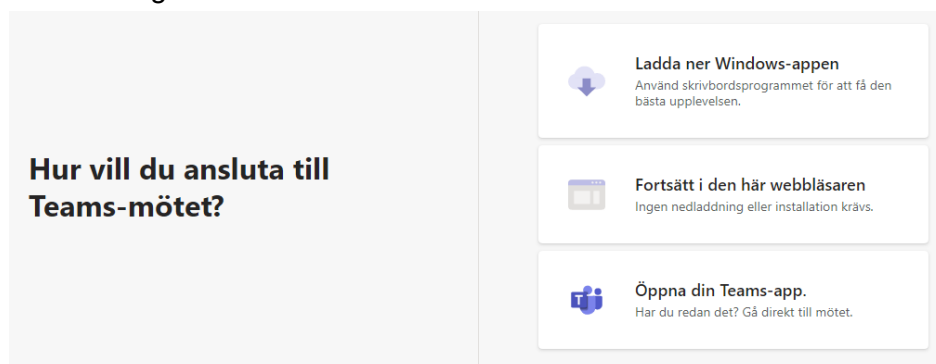 Hur vill du ansluta till
Teams-mötet?
Ladda ner Windows-appen
Använd skrivbordsprogrammet för att få den
bästa upplevelsen.
Fortsätt i den här webbläsaren
Ingen nedladdning eller installation krävs.
Öppna din Teams-app.
Har du redan det? Gå direkt till mötet.